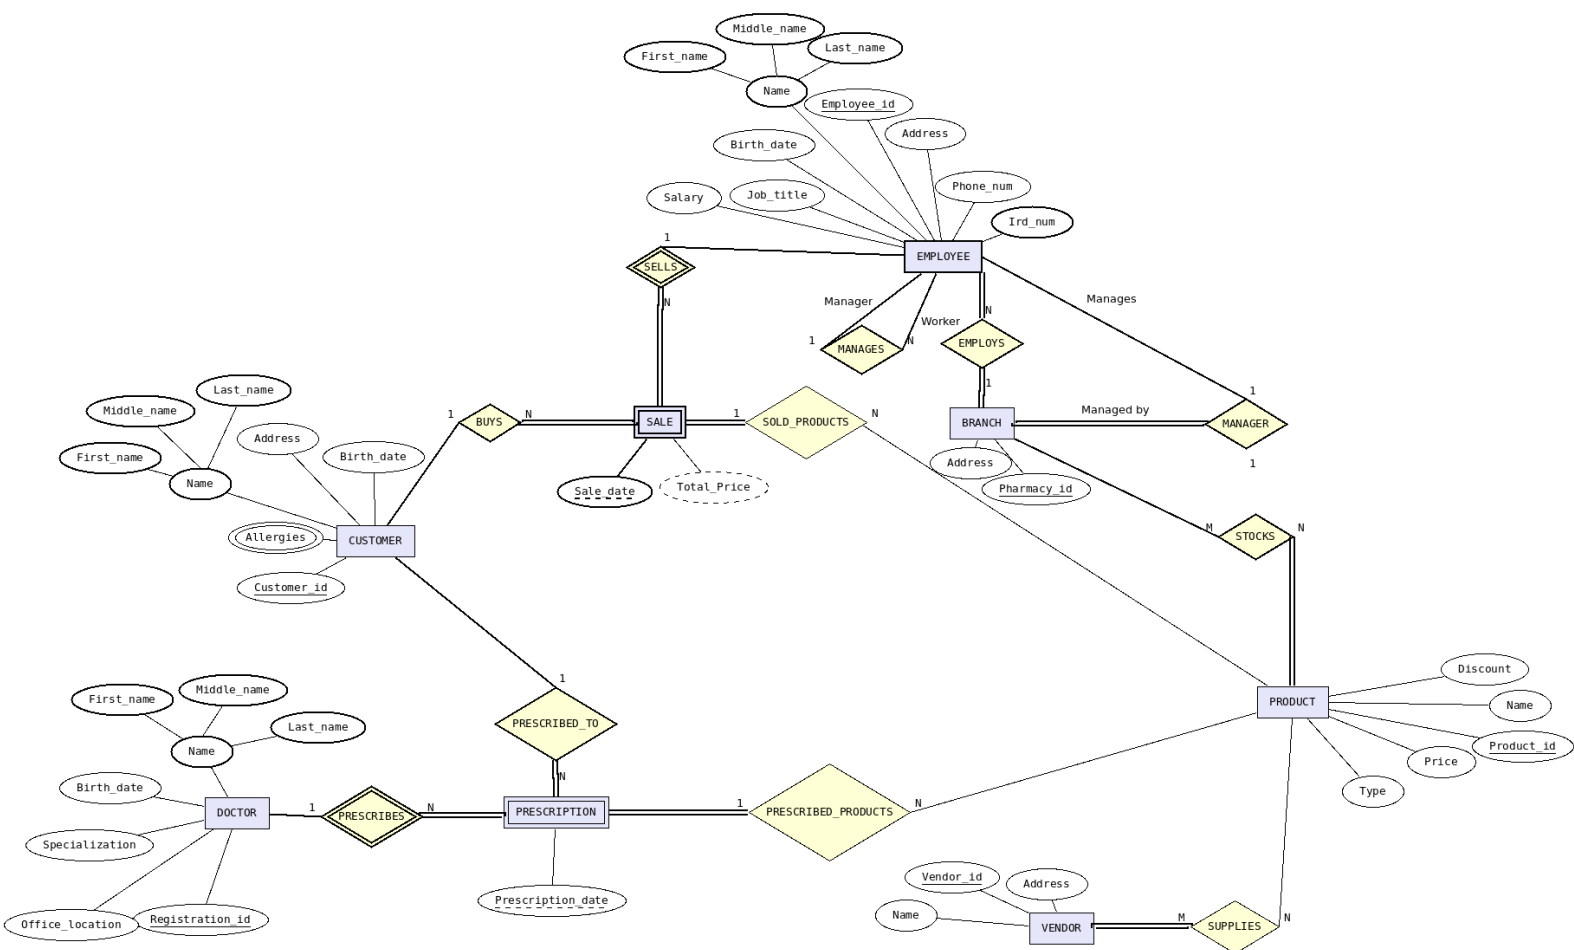 Middle_name
Last_name
First_name
Name
Employee_id
Address
Birth_date
Phone_num
Job_title
Salary
Ird_num
1
EMPLOYEE
SELLS
Manages
Manager
N
N
Worker
1
N
MANAGES
EMPLOYS
1
Last_name
1
Middle_name
1
N
1
N
Managed by
BUYS
SALE
SOLD_PRODUCTS
BRANCH
MANAGER
Address
First_name
Birth_date
Address
1
Name
Sale_date
Total_Price
Pharmacy_id
M
N
Allergies
CUSTOMER
STOCKS
Customer_id
Discount
1
Middle_name
First_name
PRODUCT
Name
Last_name
PRESCRIBED_TO
Name
Product_id
Price
N
Birth_date
Type
1
N
1
N
DOCTOR
PRESCRIBES
PRESCRIPTION
PRESCRIBED_PRODUCTS
Specialization
Vendor_id
Address
Prescription_date
Name
M
N
Office_location
Registration_id
VENDOR
SUPPLIES